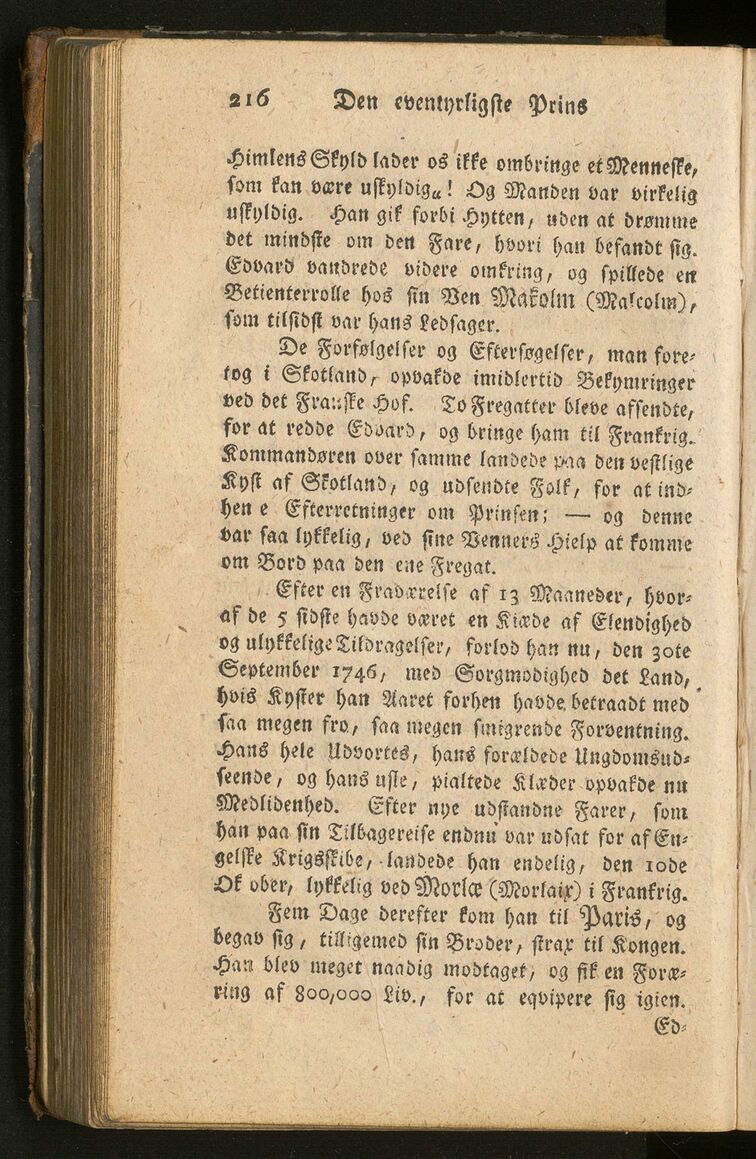 216 Den eventyrligste Prins
Himlens Skyld lader os ikke ombringe et Menneske,
som kan være uskyldig„! Og Manden var virkelig
uskyldig. Han gik forbi Hytten, uden at drømme
det mindste om den Fare, hvori han befandt sig.
Edvard vandrede videre omkring, og spillede en
Betienterrolle hos sin Ven Makolm (Malcolm),
som tilsidst var hans Ledsager.
De Forfølgelser og Eftersøgelser, man fore-
tog i Skotland, opvakde imidlertid Bekymringer
ved det Franske Hof. To Fregatter bleve affendte,
for at redde Edvard, og bringe ham til Frankrig.
Kommandøren over samme landede paa den vestlige
Kyst af Skotland, og udsendte Folk, for at ind-
hen e Efterretninger om Prinsen; — og denne
var saa lykkelig, ved sine Venners Hielp at komme
om Bord paa den ene Fregat.
Efter en Fraværelse af 13 Maaneder, hvor-
af de 5 sidste havde været en Kiæde af Elendighed
og ulykkelige Tildragelser, forlod han nu, den 30te
September 1746, med Sorgmodighed det Land,
hvis Kyster han Aaret forhen havde betraadt med
saa megen fro, saa megen smigrende Forventning.
Hans hele Udvortes, hans forældede Ungdomsud-
seende, og hans usle, pialtede Klæder opvakde nu
Medlidenhed. Efter nye udstandne Farer, som
han paa sin Tilbagereise endnu var udsat for af En-
gelske Krigsskibe, landede han endelig, den 10de
Ok ober, lykkelig ved Morlæ (Morlaix) i Frankrig.
Fem Dage derefter kom han til Paris, og
begav sig, tilligemed sin Broder, strax til Kongen.
Han blev meget naadig modtaget, og fik en Foræ-
ring af 800,000 Liv., for at eqvipere sig igien.
Ed-